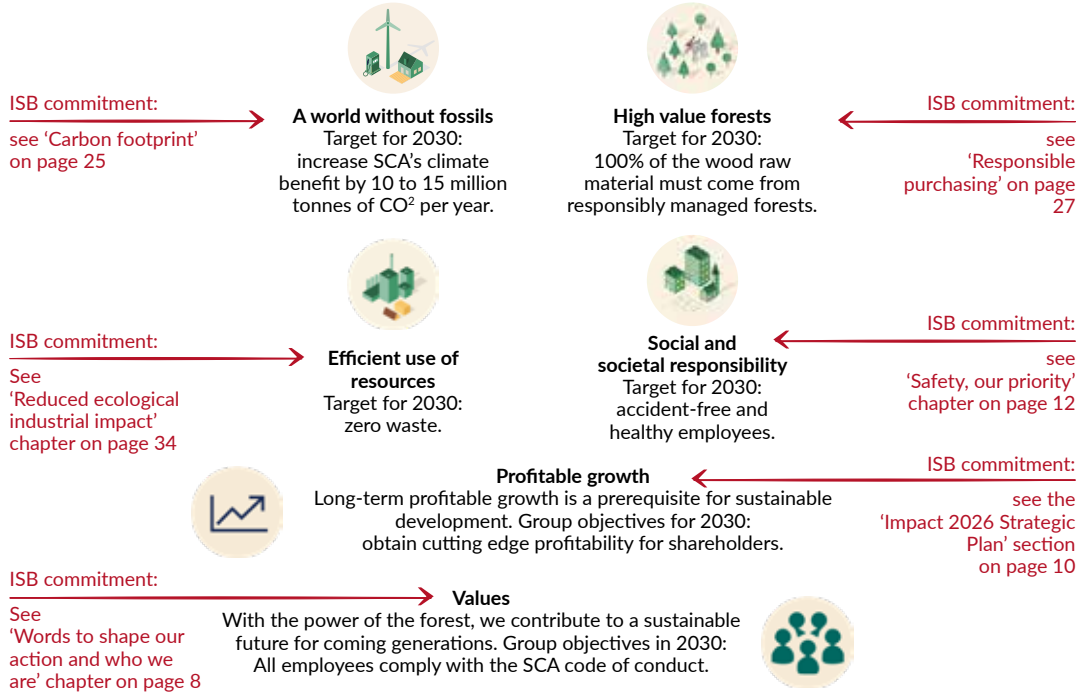 ISB commitment:
see ‘Carbon footprint’
on page 25
A world without fossils
Target for 2030:
increase SCA’s climate
benefit by 10 to 15 million
tonnes of CO² per year.
High value forests
Target for 2030:
100% of the wood raw
material must come from
responsibly managed forests.
ISB commitment:
see
‘Responsible
purchasing’ on page
27
ISB commitment:
See
‘Reduced ecological
industrial impact’
chapter on page 34
Efficient use of
resources
Target for 2030:
zero waste.
Social and
societal responsibility
Target for 2030:
accident-free and
healthy employees.
ISB commitment:
see
‘Safety, our priority’
chapter on page 12
Profitable growth
Long-term profitable growth is a prerequisite for sustainable
development. Group objectives for 2030:
obtain cutting edge profitability for shareholders.
ISB commitment:
see the
‘Impact 2026 Strategic
Plan’ section
on page 10
ISB commitment:
See
‘Words to shape our
action and who we
are’ chapter on page 8
Values
With the power of the forest, we contribute to a sustainable
future for coming generations. Group objectives in 2030:
All employees comply with the SCA code of conduct.